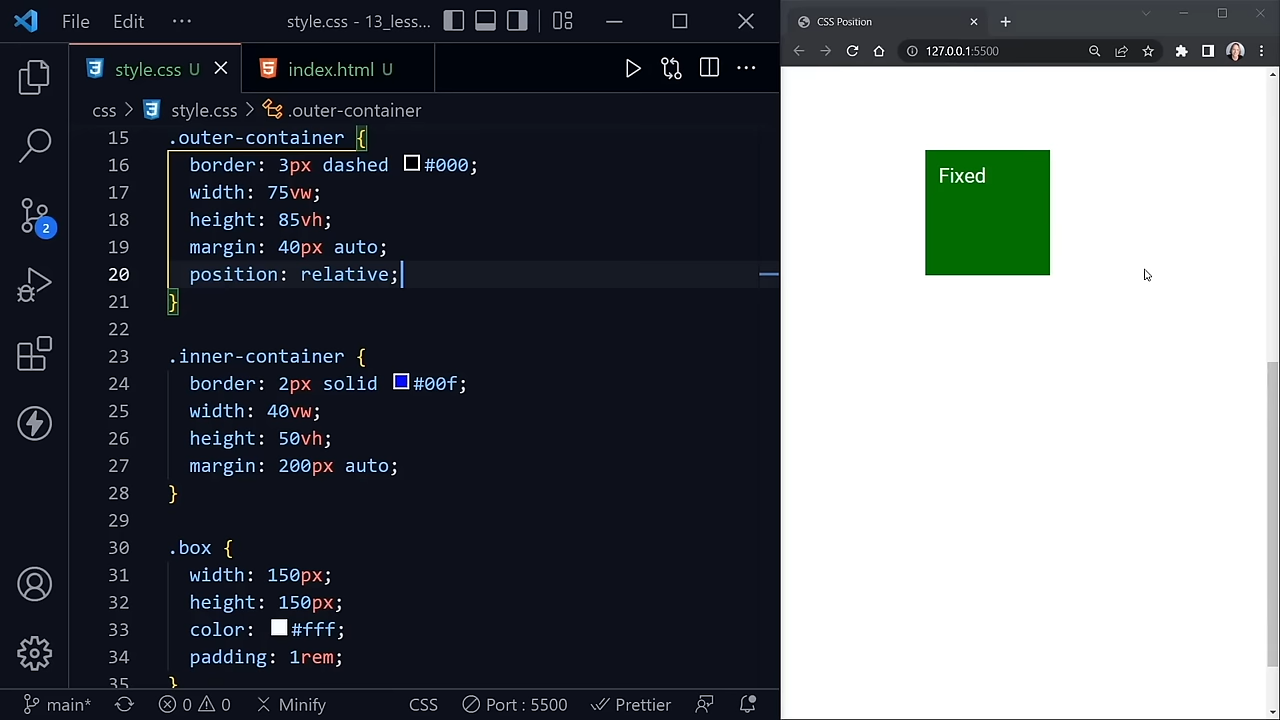 File Edit ··· style.css - 13_less...
style.css U index.html U
css > style.css > .outer-container
15 .outer-container {
16 border: 3px dashed #000;
17 width: 75vw;
18 height: 85vh;
19 margin: 40px auto;
20 position: relative;
21 }
22
23 .inner-container {
24 border: 2px solid #00f;
25 width: 40vw;
26 height: 50vh;
27 margin: 200px auto;
28 }
29
30 .box {
31 width: 150px;
32 height: 150px;
33 color: #fff;
34 padding: 1rem;
35 }
2
main* 0 0 Minify CSS Port : 5500 Prettier
CSS Position
127.0.0.1:5500
Fixed